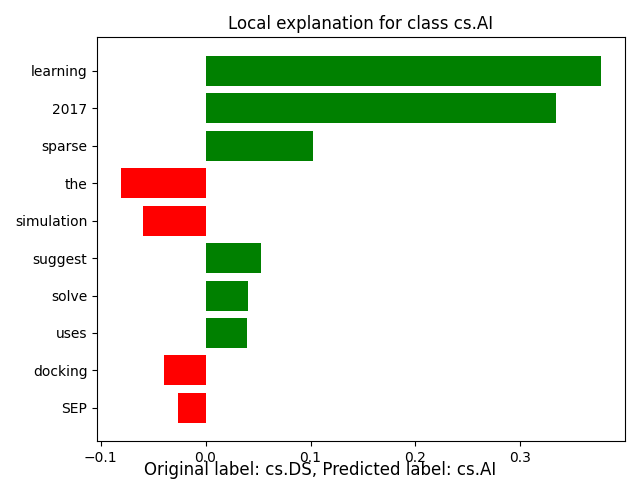 Local explanation for class cs.AI
learning
2017
sparse
the
simulation
suggest
solve
uses
docking
SEP
−0.1 0.0 0.1 0.2 0.3
Original label: cs.DS, Predicted label: cs.AI